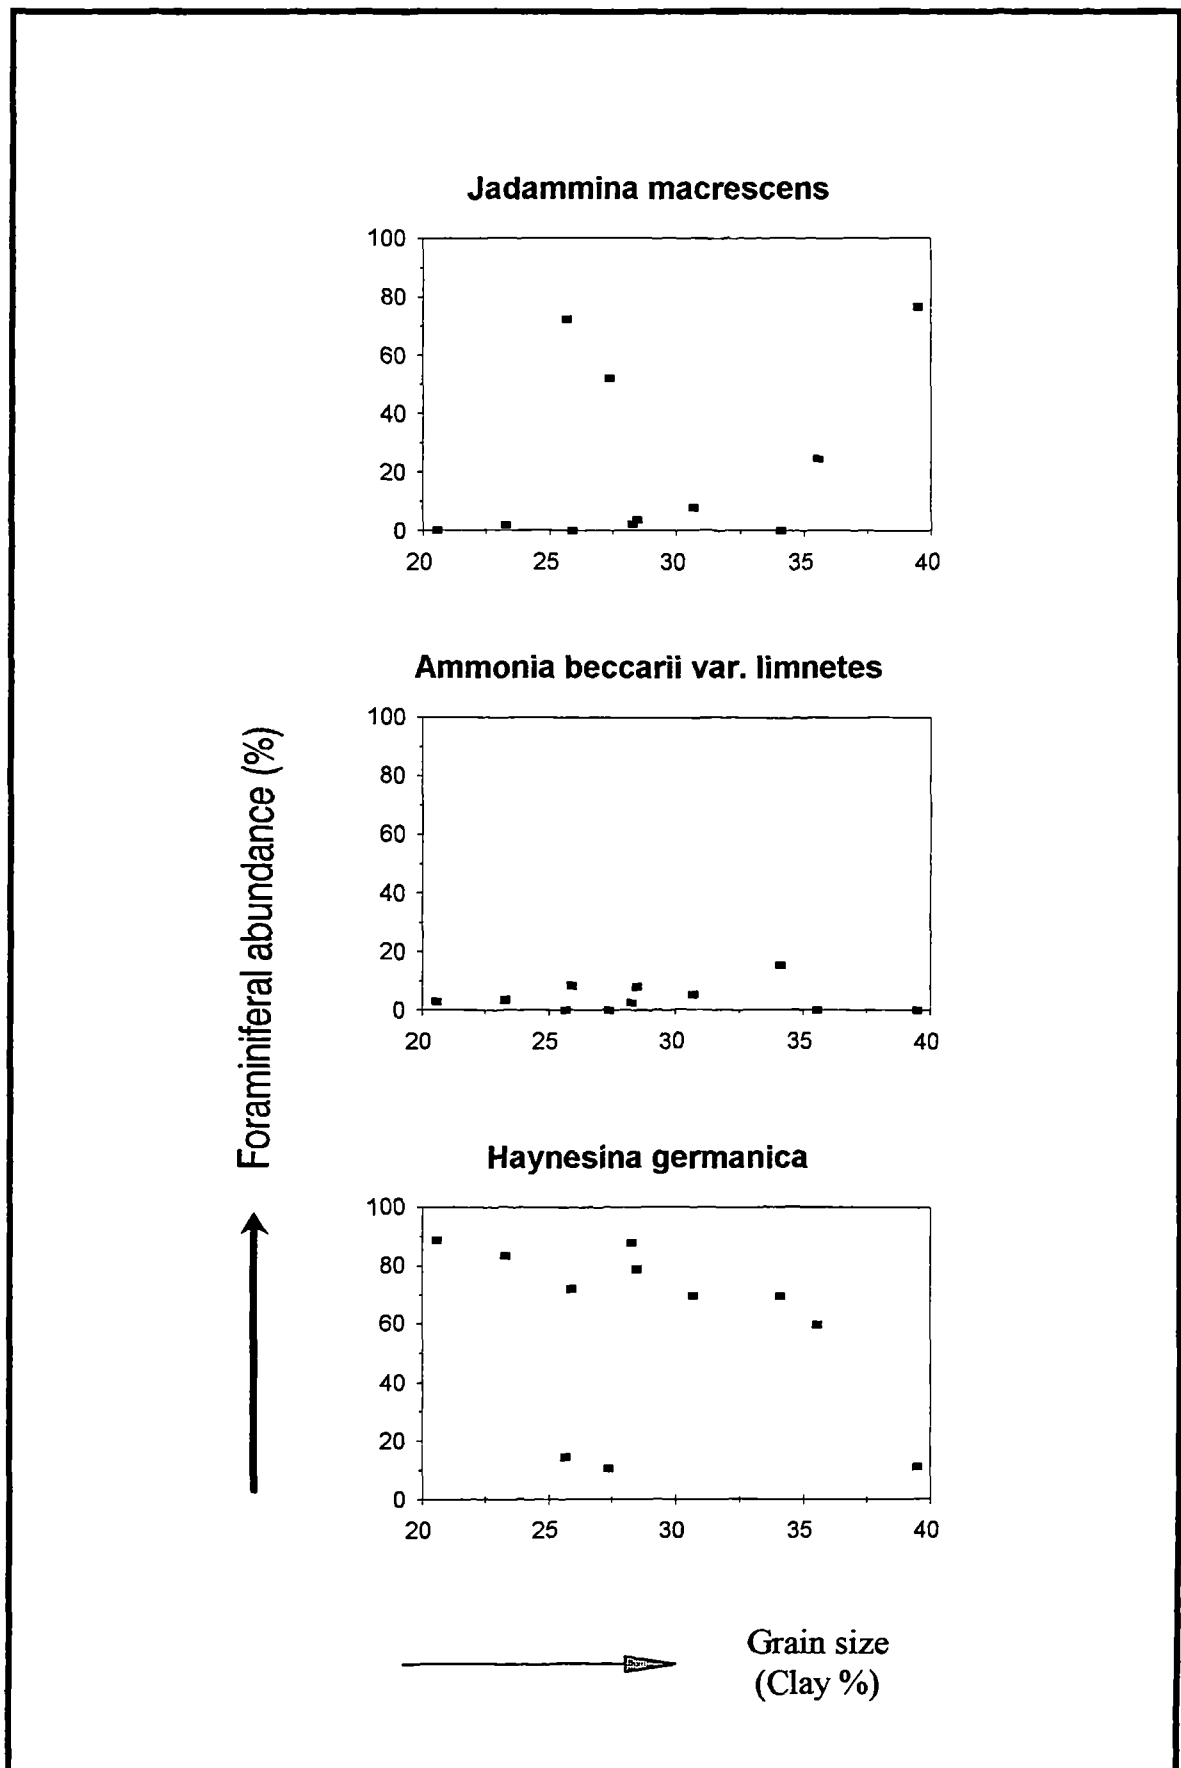 Jadammina macrescens
100
80
60
40
20
0
20 25 30 35 40
Ammonia beccarii var. limnetes
100
80
60
40
20
0
20 25 30 35 40
Foraminiferal abundance (%)
Haynesina germanica
100
80
60
40
20
0
20 25 30 35 40
Grain size
(Clay %)